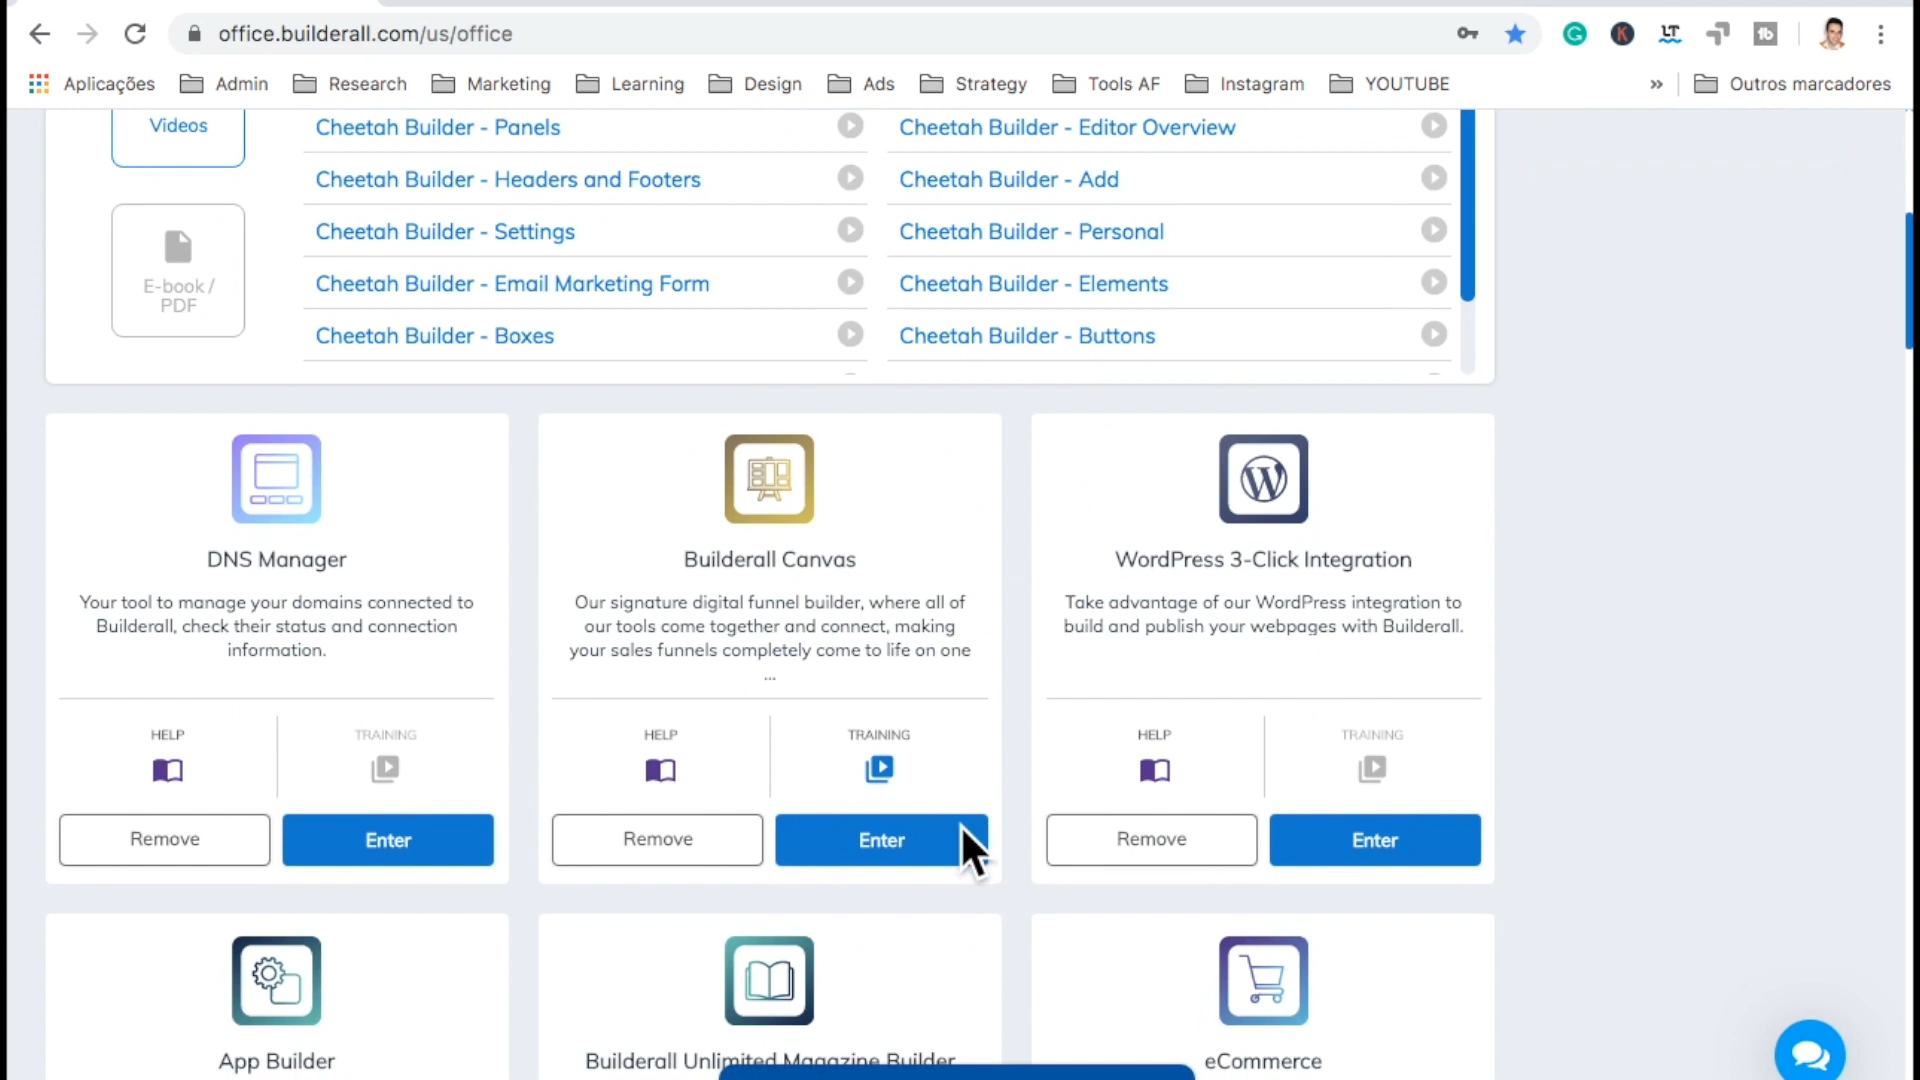 office.builderall.com/us/office
Aplicações
Admin
Research
Marketing
Learning
Design
Ads
Strategy
Tools AF
Instagram
YOUTUBE
»
Outros marcadores
Videos
Cheetah Builder - Panels
Cheetah Builder - Editor Overview
Cheetah Builder - Headers and Footers
Cheetah Builder - Add
Cheetah Builder - Settings
Cheetah Builder - Personal
E-book /
PDF
Cheetah Builder - Email Marketing Form
Cheetah Builder - Elements
Cheetah Builder - Boxes
Cheetah Builder - Buttons
DNS Manager
Your tool to manage your domains connected to
Builderall, check their status and connection
information.
HELP
TRAINING
Remove
Enter
Builderall Canvas
Our signature digital funnel builder, where all of
our tools come together and connect, making
your sales funnels completely come to life on one
...
HELP
TRAINING
Remove
Enter
WordPress 3-Click Integration
Take advantage of our WordPress integration to
build and publish your webpages with Builderall.
HELP
TRAINING
Remove
Enter
App Builder
Builderall Unlimited Magazine Builder
eCommerce